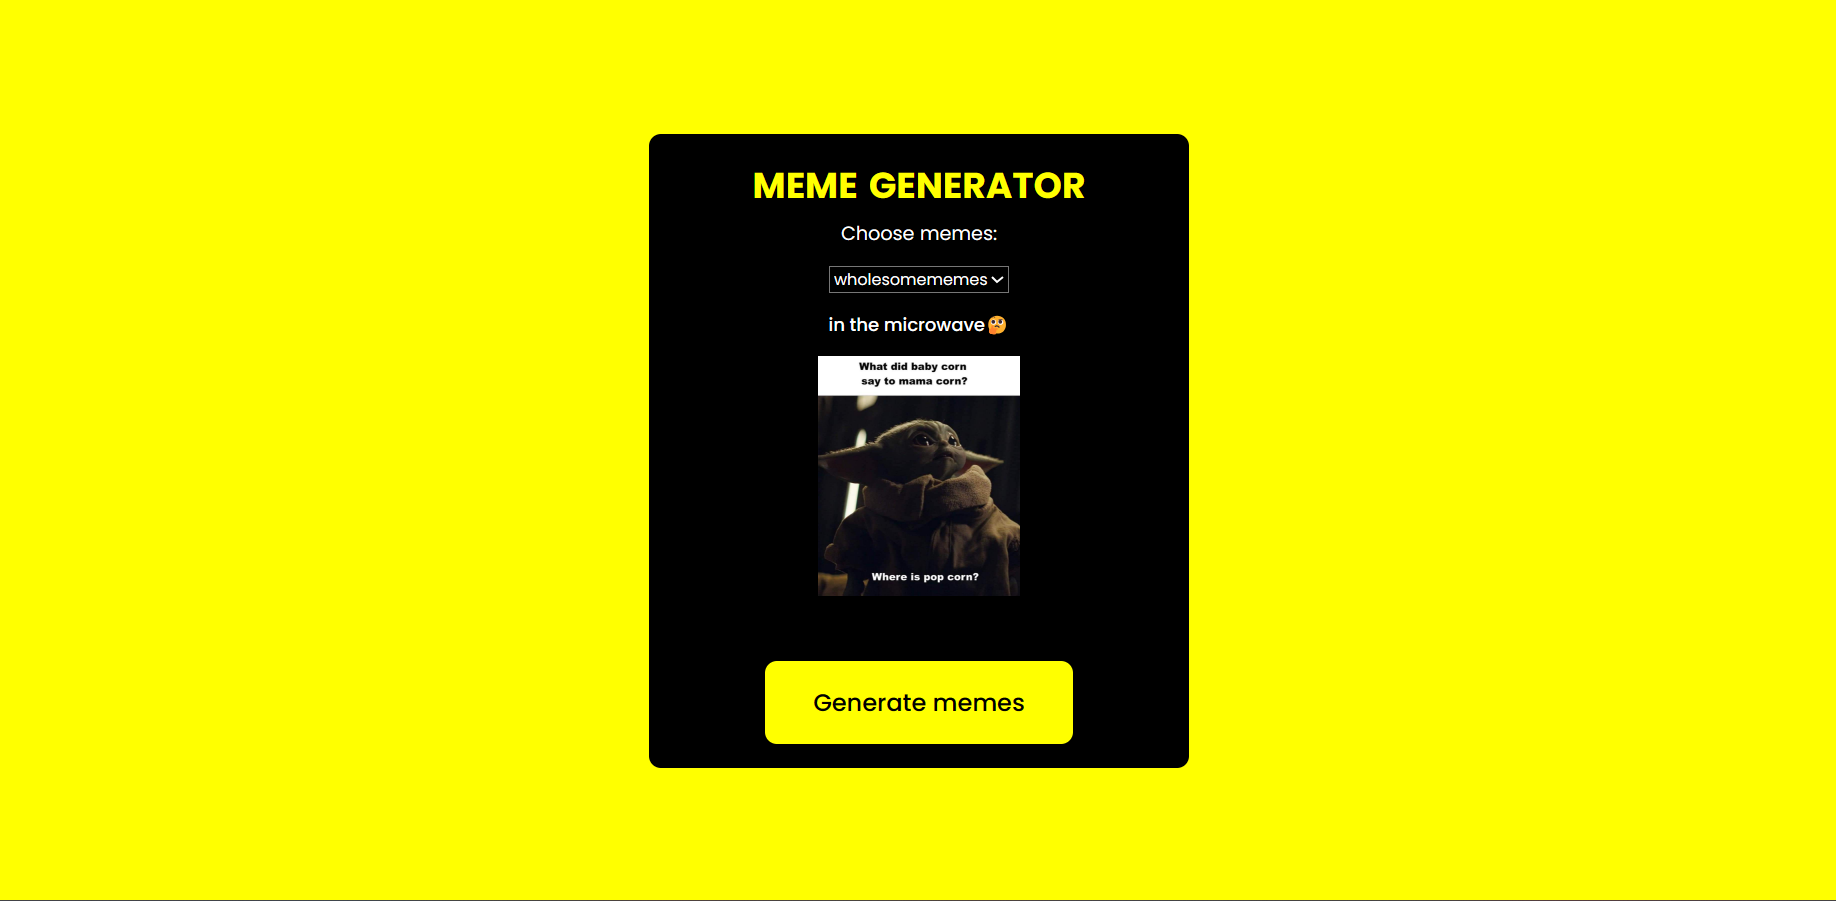 MEME GENERATOR
Choose memes:
wholesomememes
in the microwave🤔
What did baby corn
say to mama corn?
Where is pop corn?
Generate memes